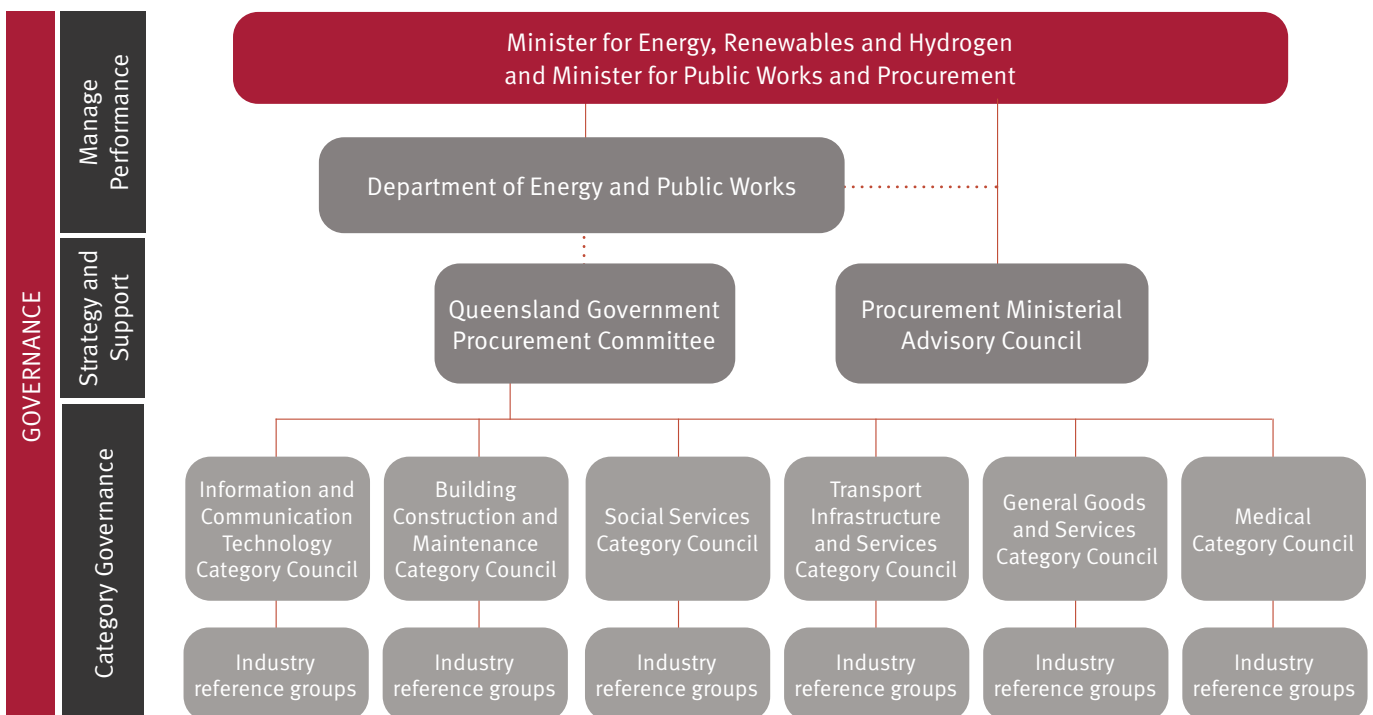 GOVERNANCE
Manage
Performance
Strategy and
Support
Category Governance
Minister for Energy, Renewables and Hydrogen
and Minister for Public Works and Procurement
Department of Energy and Public Works
Queensland Government
Procurement Committee
Procurement Ministerial
Advisory Council
Information and
Communication
Technology
Category Council
Building
Construction and
Maintenance
Category Council
Social Services
Category Council
Transport
Infrastructure
and Services
Category Council
General Goods
and Services
Category Council
Medical
Category Council
Industry
reference groups
Industry
reference groups
Industry
reference groups
Industry
reference groups
Industry
reference groups
Industry
reference groups